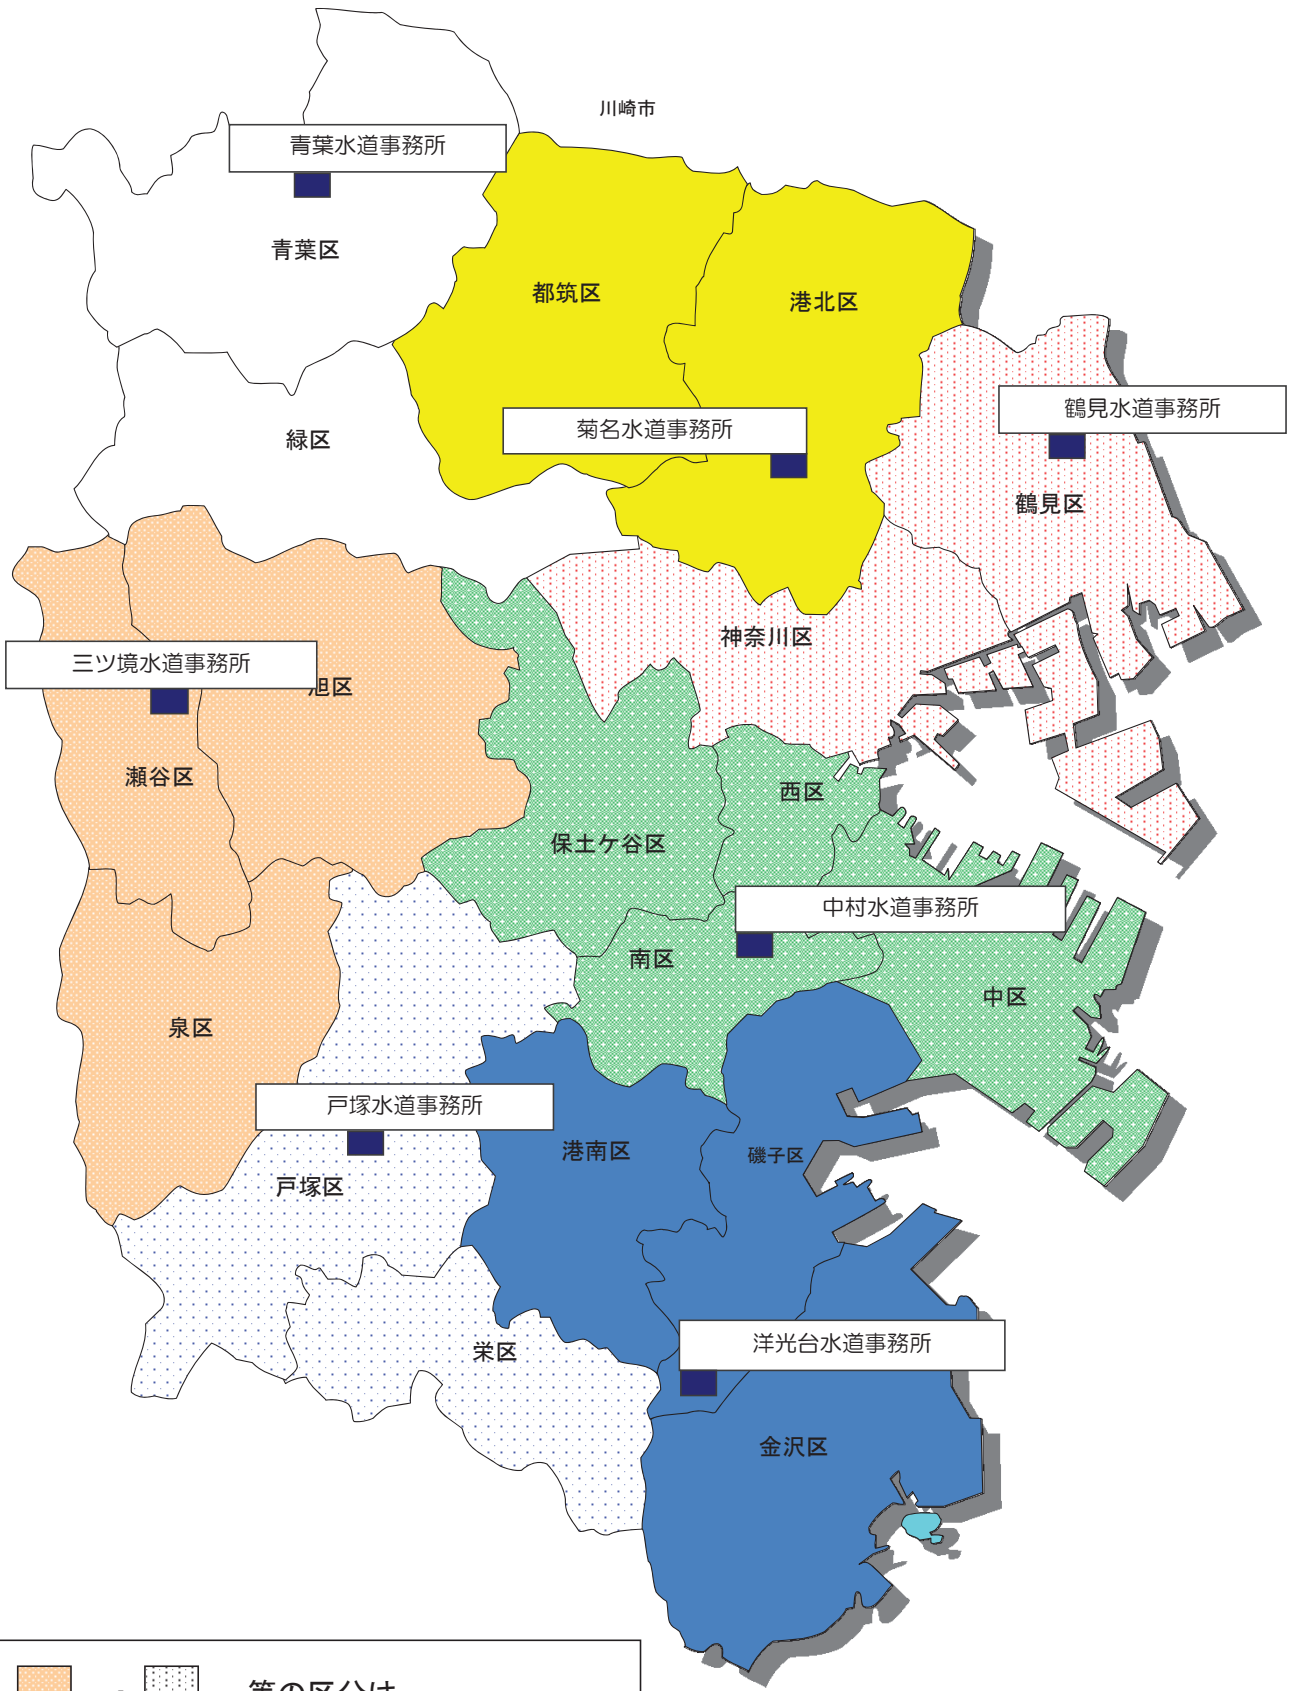 川崎市
青葉水道事務所
青葉区
都筑区
港北区
緑区
菊名水道事務所
鶴見水道事務所
鶴見区
神奈川区
三ツ境水道事務所
旭区
瀬谷区
西区
保土ケ谷区
中村水道事務所
南区
中区
泉区
戸塚水道事務所
港南区
磯子区
戸塚区
洋光台水道事務所
栄区
金沢区
等の区分は